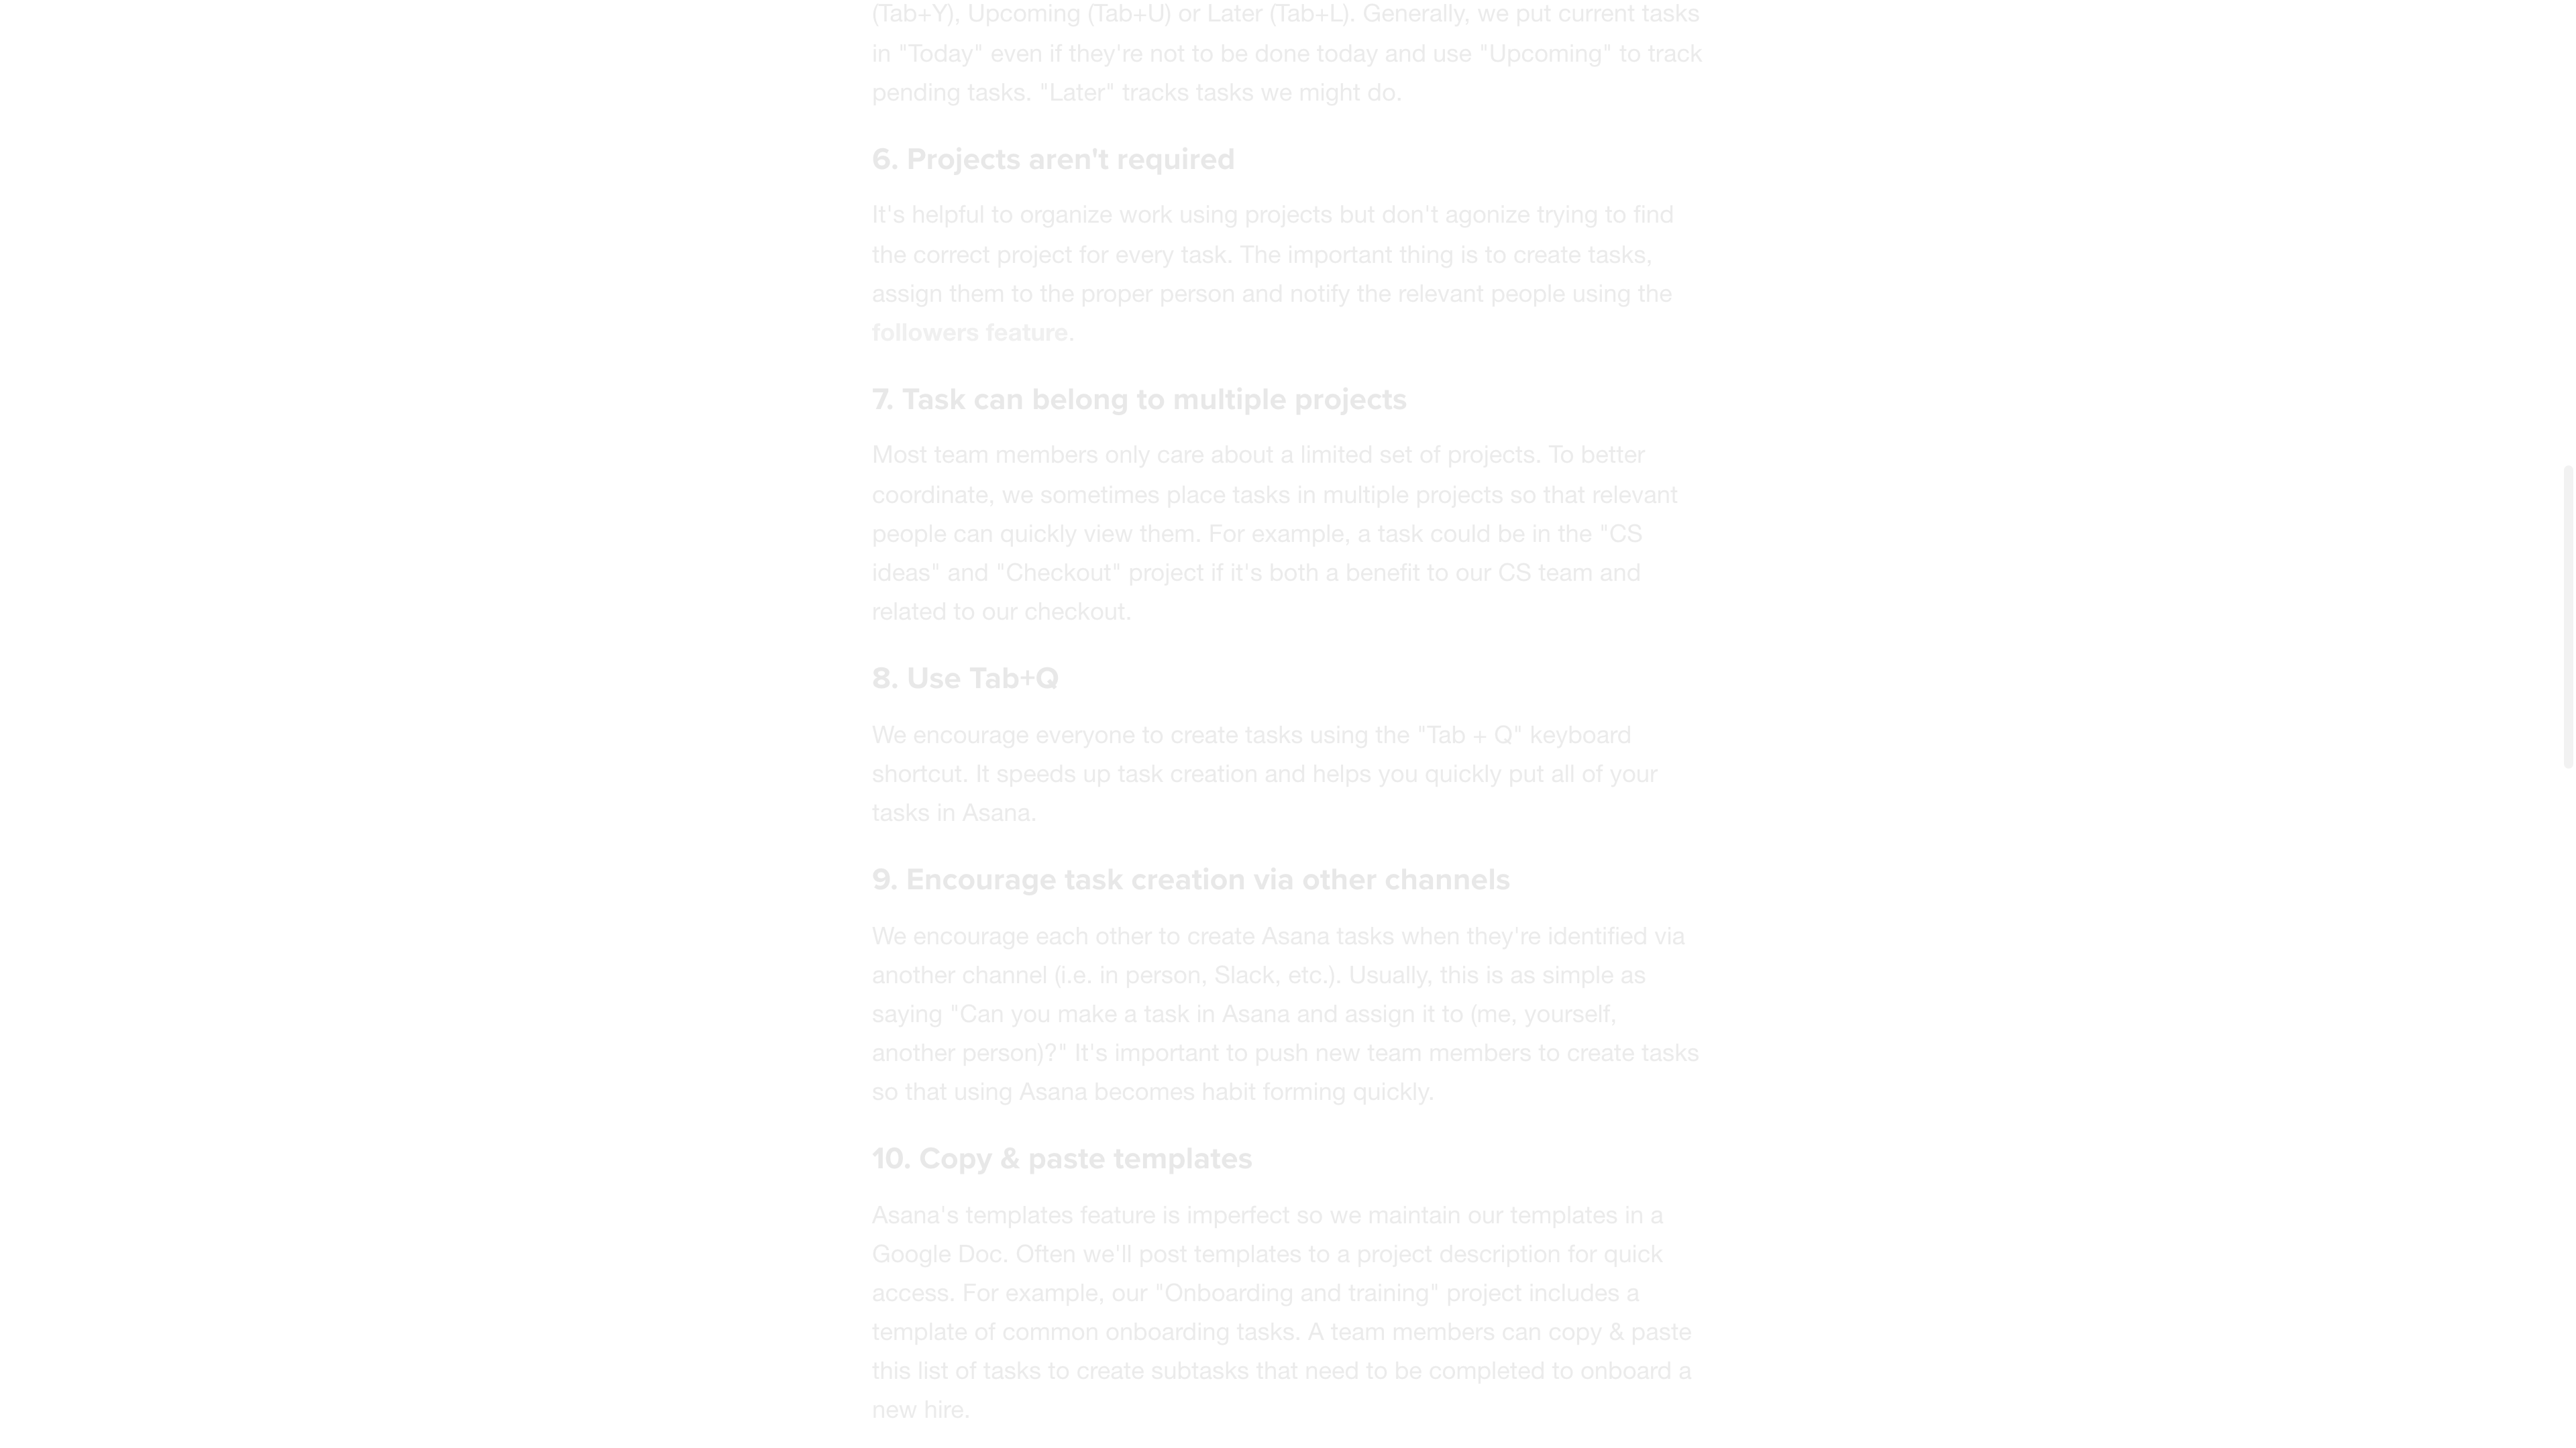 (Tab+Y), Upcoming (Tab+U) or Later (Tab+L). Generally, we put current tasks
in "Today" even if they're not to be done today and use "Upcoming" to track
pending tasks. "Later" tracks tasks we might do.
6. Projects aren't required
It's helpful to organize work using projects but don't agonize trying to find
the correct project for every task. The important thing is to create tasks,
assign them to the proper person and notify the relevant people using the
followers feature.
7. Task can belong to multiple projects
Most team members only care about a limited set of projects. To better
coordinate, we sometimes place tasks in multiple projects so that relevant
people can quickly view them. For example, a task could be in the "CS
ideas" and "Checkout" project if it's both a benefit to our CS team and
related to our checkout.
8. Use Tab+Q
We encourage everyone to create tasks using the "Tab + Q" keyboard
shortcut. It speeds up task creation and helps you quickly put all of your
tasks in Asana.
9. Encourage task creation via other channels
We encourage each other to create Asana tasks when they're identified via
another channel (i.e. in person, Slack, etc.). Usually, this is as simple as
saying "Can you make a task in Asana and assign it to (me, yourself,
another person)?" It's important to push new team members to create tasks
so that using Asana becomes habit forming quickly.
10. Copy & paste templates
Asana's templates feature is imperfect so we maintain our templates in a
Google Doc. Often we'll post templates to a project description for quick
access. For example, our "Onboarding and training" project includes a
template of common onboarding tasks. A team members can copy & paste
this list of tasks to create subtasks that need to be completed to onboard a
new hire.